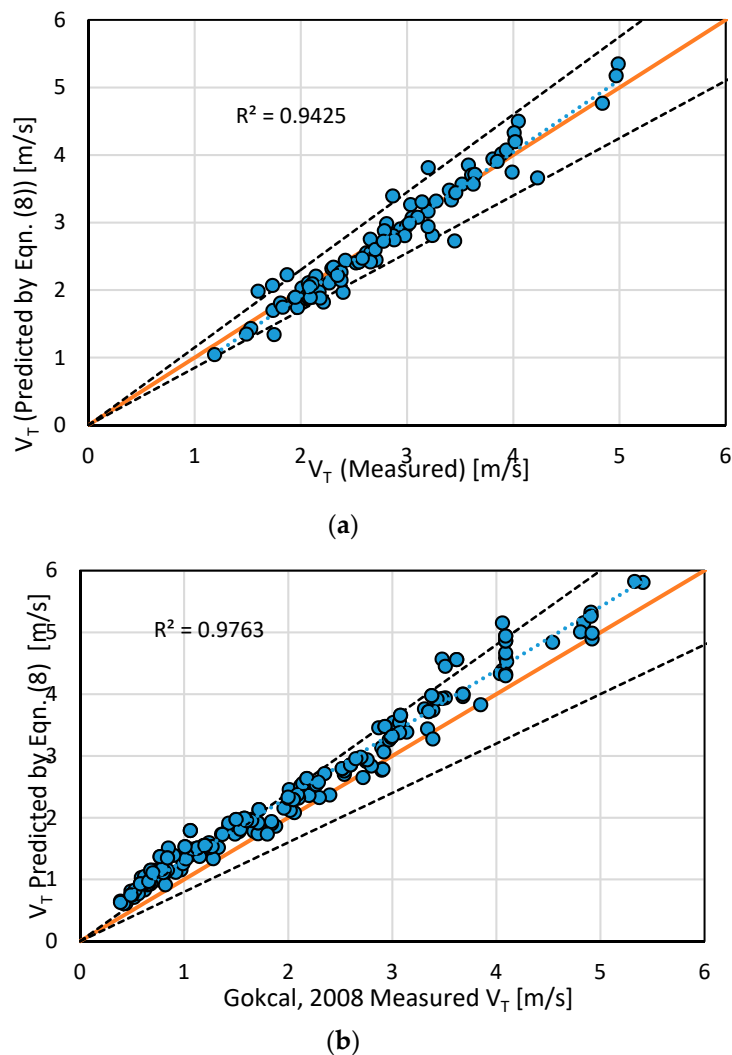 6
5
R² = 0.9425
4
3
2
1
0
V_T (Predicted by Eqn. (8)) [m/s]
0 1 2 3 4 5 6
V_T (Measured) [m/s]
(a)
6
5
R² = 0.9763
4
3
2
1
0
V_T Predicted by Eqn. (8) [m/s]
0 1 2 3 4 5 6
Gokcal, 2008 Measured V_T [m/s]
(b)